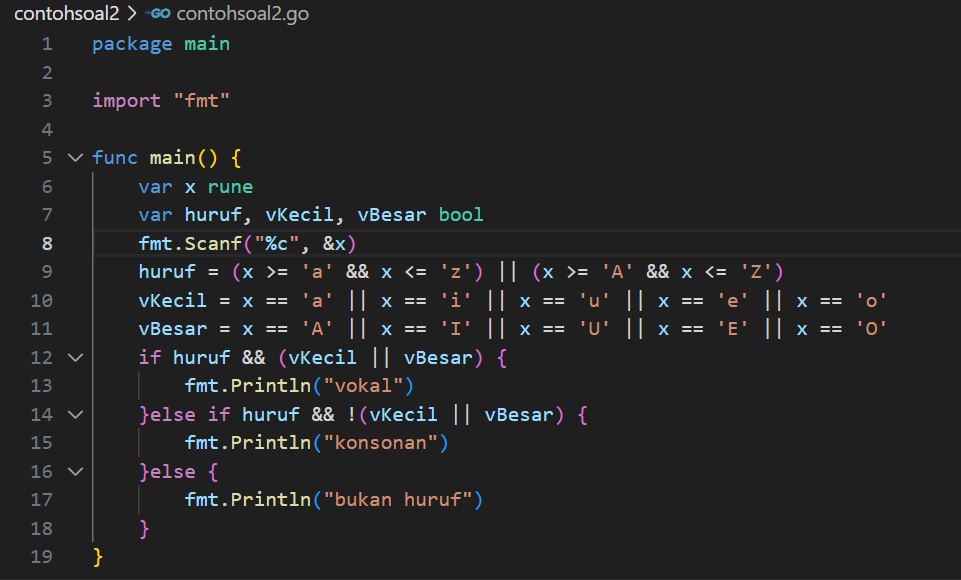 contohsoal2 > GO contohsoal2.go
1 package main
2
3 import "fmt"
4
5 func main() {
6     var x rune
7     var huruf, vKecil, vBesar bool
8     fmt.Scanf("%c", &x)
9     huruf = (x >= 'a' && x <= 'z') || (x >= 'A' && x <= 'Z')
10     vKecil = x == 'a' || x == 'i' || x == 'u' || x == 'e' || x == 'o'
11     vBesar = x == 'A' || x == 'I' || x == 'U' || x == 'E' || x == 'O'
12     if huruf && (vKecil || vBesar) {
13         fmt.Println("vokal")
14     }else if huruf && !(vKecil || vBesar) {
15         fmt.Println("konsonan")
16     }else {
17         fmt.Println("bukan huruf")
18     }
19 }